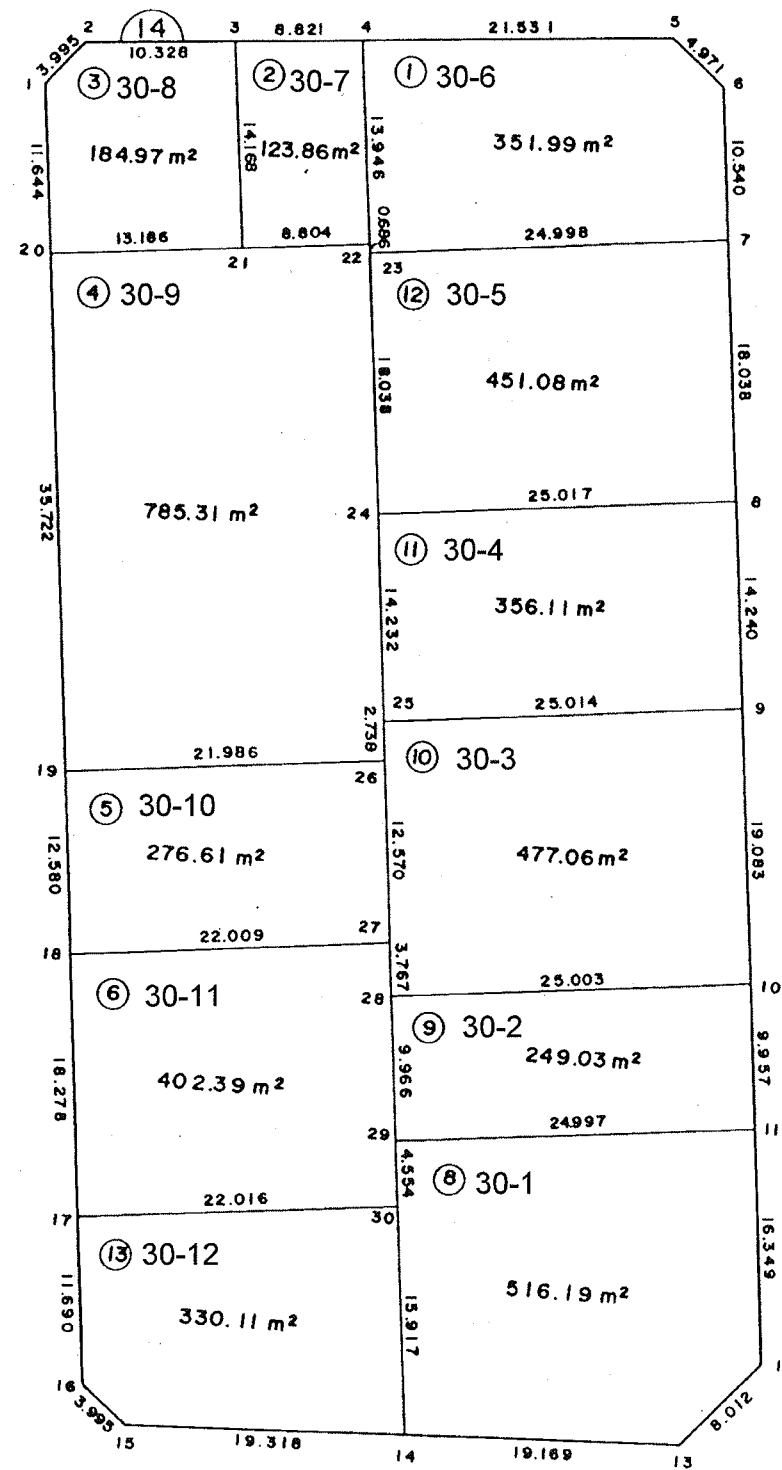 14
2 3 8.821 4 21.531 5
3.995 10.328 4.971
1 ③ 30-8 ② 30-7 ① 30-6 6
11.644 184.97 m² 14.168 123.86 m² 13.946 351.99 m² 10.540
20 13.186 21 8.804 22 0.686 23 24.998 7
④ 30-9 ⑫ 30-5
18.038 451.08 m² 18.038
35.722 785.31 m² 24 25.017 8
⑪ 30-4
14.232 356.11 m² 14.240
25 25.014 9
2.738
19 21.986 26 ⑩ 30-3
⑤ 30-10
12.580 276.61 m² 12.570 477.06 m² 19.083
18 22.009 27
3.767
⑥ 30-11 28 25.003 10
⑨ 30-2
18.278 402.39 m² 9.966 249.03 m² 9.957
29 24.997 11
4.554 ⑧ 30-1
17 22.016 30
⑬ 30-12 16.349
11.690 330.11 m² 15.917 516.19 m²
1
16 3.995 8.012
15 19.318 14 19.169 13